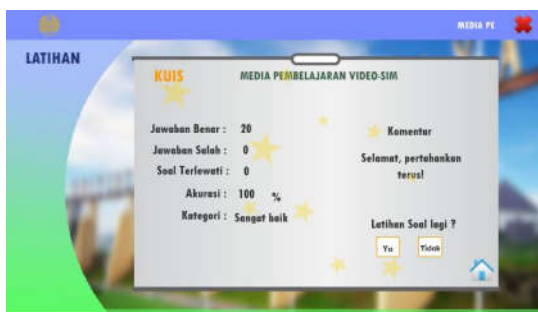 MEDIA PE
LATIHAN
KUIS
MEDIA PEMBELAJARAN VIDEO-SIM
Jawaban Benar : 20
Jawaban Salah : 0
Soal Terlewati : 0
Akurasi : 100 %
Kategori : Sangat baik
Komentar
Selamat, pertahankan
terus!
Latihan Soal lagi ?
Ya Tidak